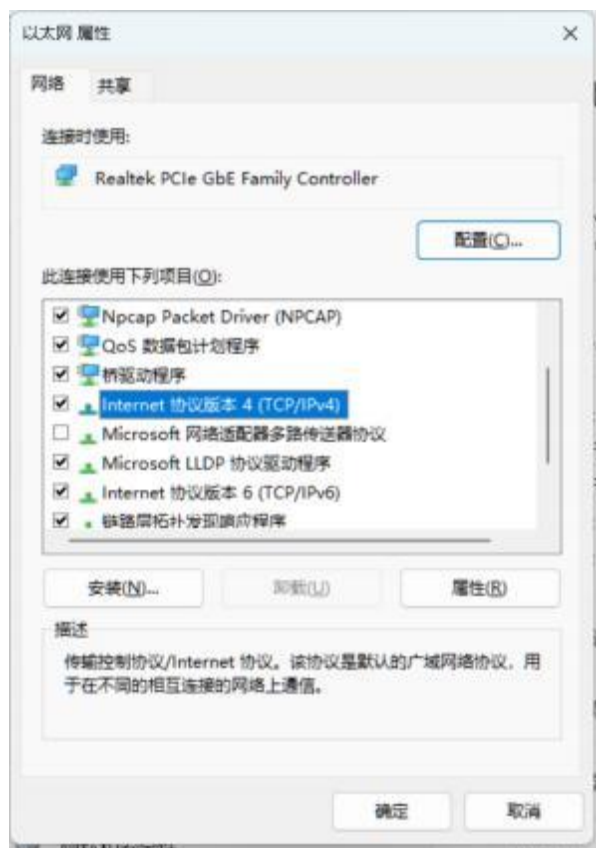 以太网 属性
网络
共享
连接时使用:
Realtek PCIe GbE Family Controller
配置(C)...
此连接使用下列项目(O):
Npcap Packet Driver (NPCAP)
QoS 数据包计划程序
桥驱动程序
Internet 协议版本 4 (TCP/IPv4)
Microsoft 网络适配器多路传送器协议
Microsoft LLDP 协议驱动程序
Internet 协议版本 6 (TCP/IPv6)
链路层拓扑发现响应程序
安装(N)...
卸载(U)
属性(R)
描述
传输控制协议/Internet 协议。该协议是默认的广域网络协议，用
于在不同的相互连接的网络上通信。
确定
取消